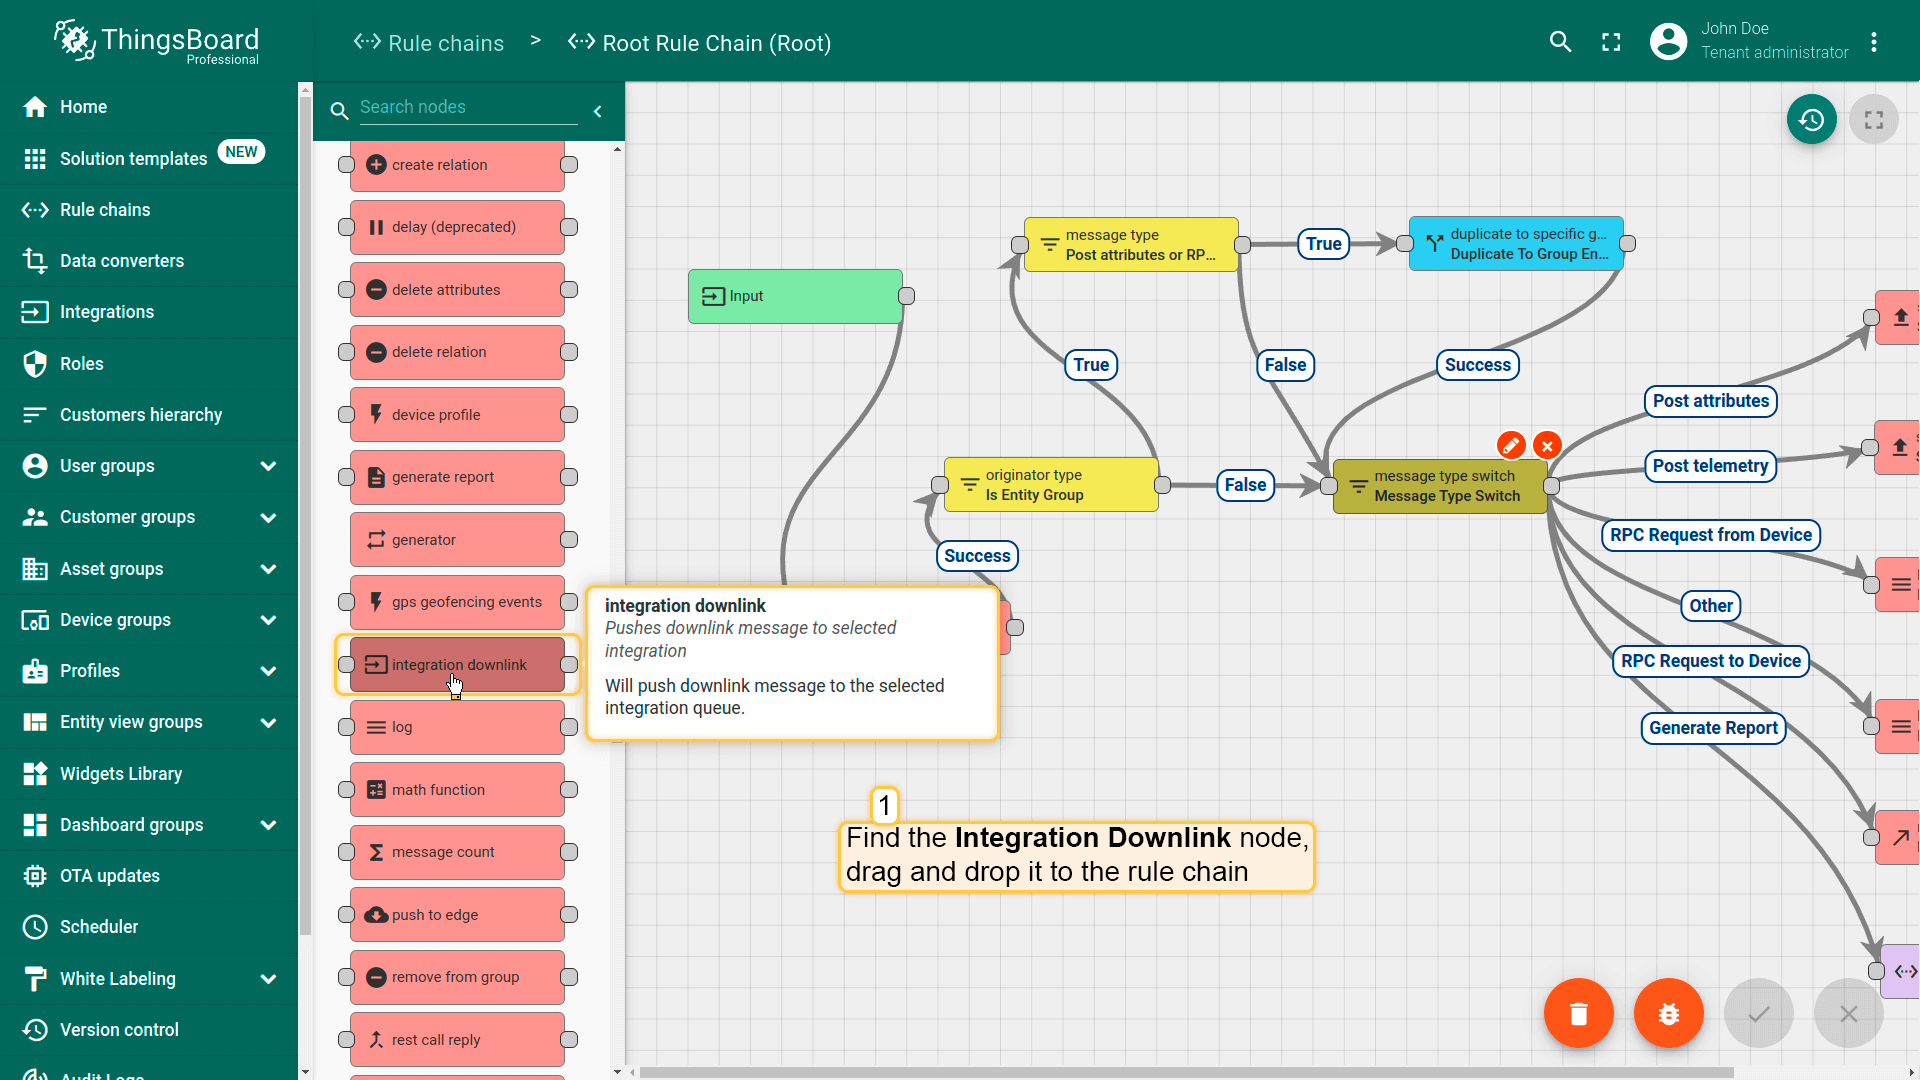 ThingsBoard
Professional
Rule chains > Root Rule Chain (Root)
John Doe
Tenant administrator
Home
Solution templates NEW
Rule chains
Data converters
Integrations
Roles
Customers hierarchy
User groups
Customer groups
Asset groups
Device groups
Profiles
Entity view groups
Widgets Library
Dashboard groups
OTA updates
Scheduler
White Labeling
Version control
Audit Logs
Search nodes
create relation
delay (deprecated)
delete attributes
delete relation
device profile
generate report
generator
gps geofencing events
integration downlink
log
math function
message count
push to edge
remove from group
rest call reply
Input
message type
Post attributes or RP...
True
duplicate to specific g...
Duplicate To Group En...
True
False
Success
originator type
Is Entity Group
False
message type switch
Message Type Switch
Success
Post attributes
Post telemetry
RPC Request from Device
Other
RPC Request to Device
Generate Report
integration downlink
Pushes downlink message to selected
integration
Will push downlink message to the selected
integration queue.
1
Find the Integration Downlink node,
drag and drop it to the rule chain